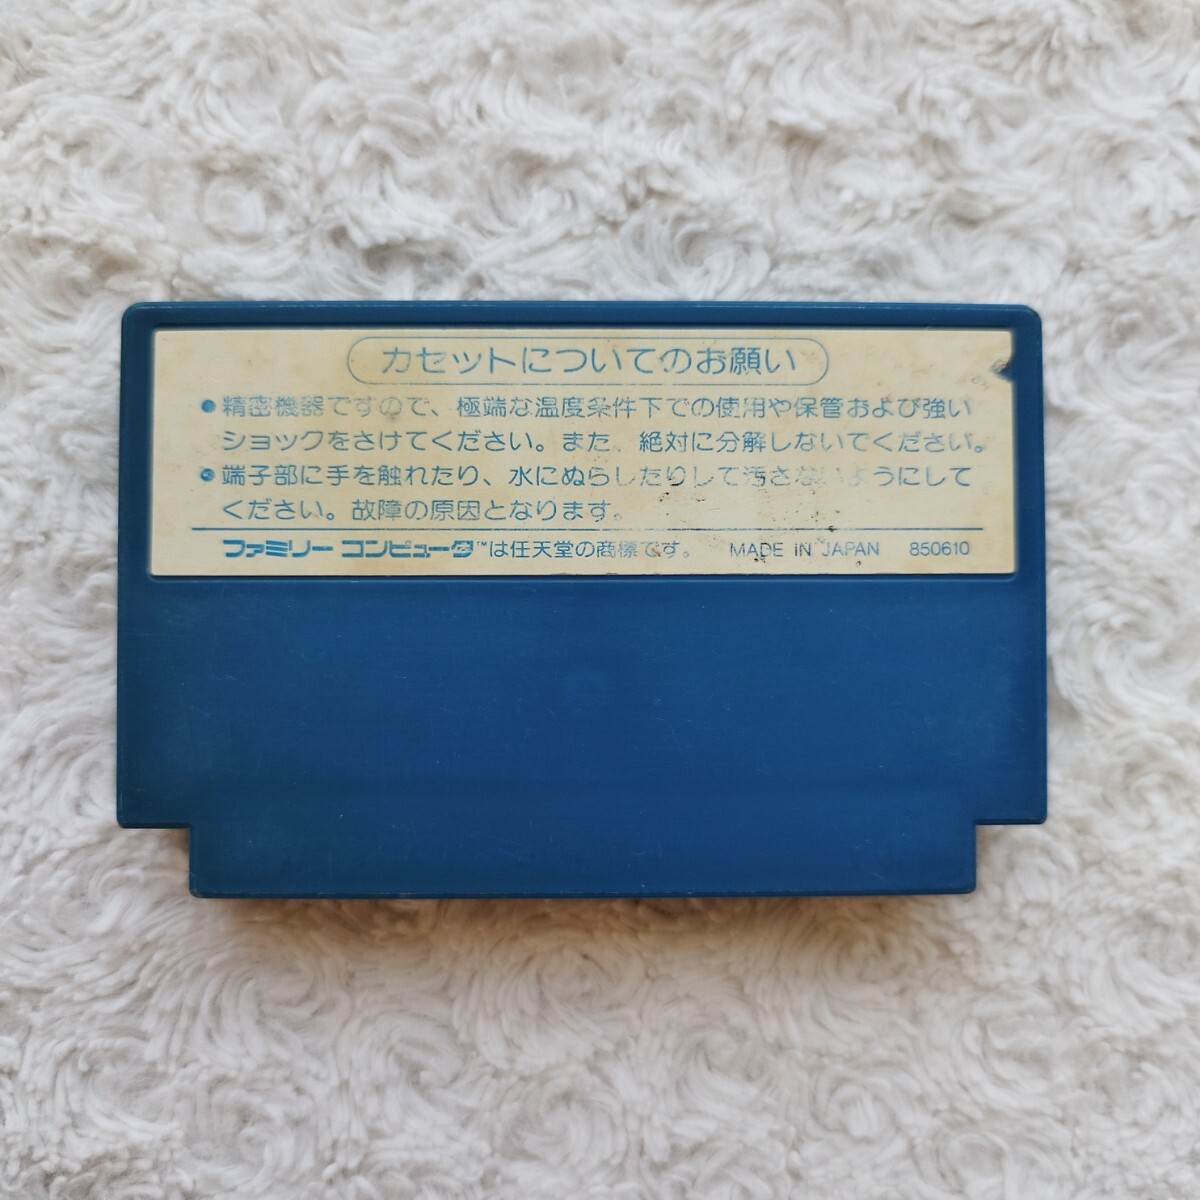 カセットについてのお願い
●精密機器ですので、極端な温度条件下での使用や保管および強い
ショックをさけてください。また、絶対に分解しないでください。
●端子部に手を触れたり、水にぬらしたりして汚さないようにして
ください。故障の原因となります。
ファミリー コンピュータ™は任天堂の商標です。 MADE IN JAPAN 850610